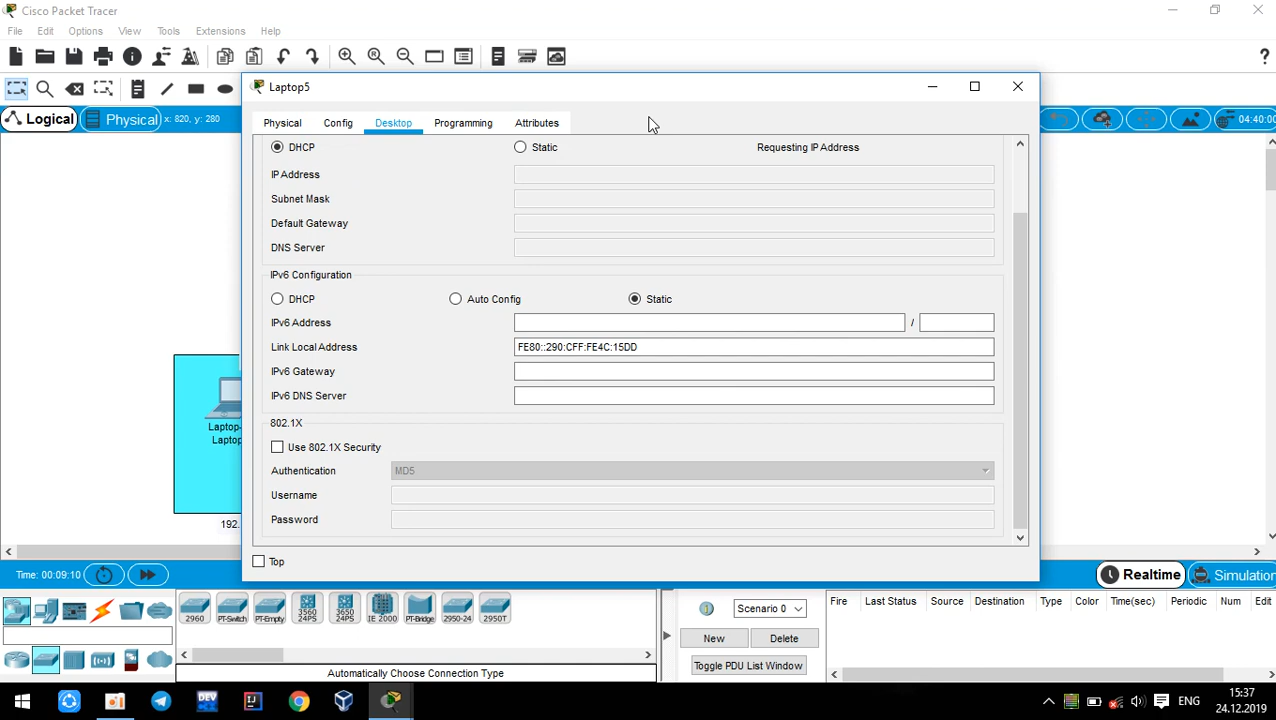 Cisco Packet Tracer
File Edit Options View Tools Extensions Help
?
Logical Physical x: 820, y: 280 04:40:00
Laptop5
Physical Config Desktop Programming Attributes
DHCP Static Requesting IP Address
IP Address
Subnet Mask
Default Gateway
DNS Server
IPv6 Configuration
DHCP Auto Config Static
IPv6 Address /
Link Local Address FE80::290:CFF:FE4C:15DD
IPv6 Gateway
IPv6 DNS Server
802.1X
Use 802.1X Security
Authentication MD5
Username
Password
Top
Laptop-
Laptop
192.
Time: 00:09:10 Realtime Simulation
2960 PT-Switch PT-Empty 3560 24PS 3650 24PS IE 2000 PT-Bridge 2950-24 2950T
Automatically Choose Connection Type
Scenario 0
New Delete
Toggle PDU List Window
Fire Last Status Source Destination Type Color Time(sec) Periodic Num Edit
DEV
ENG
15:37
24.12.2019